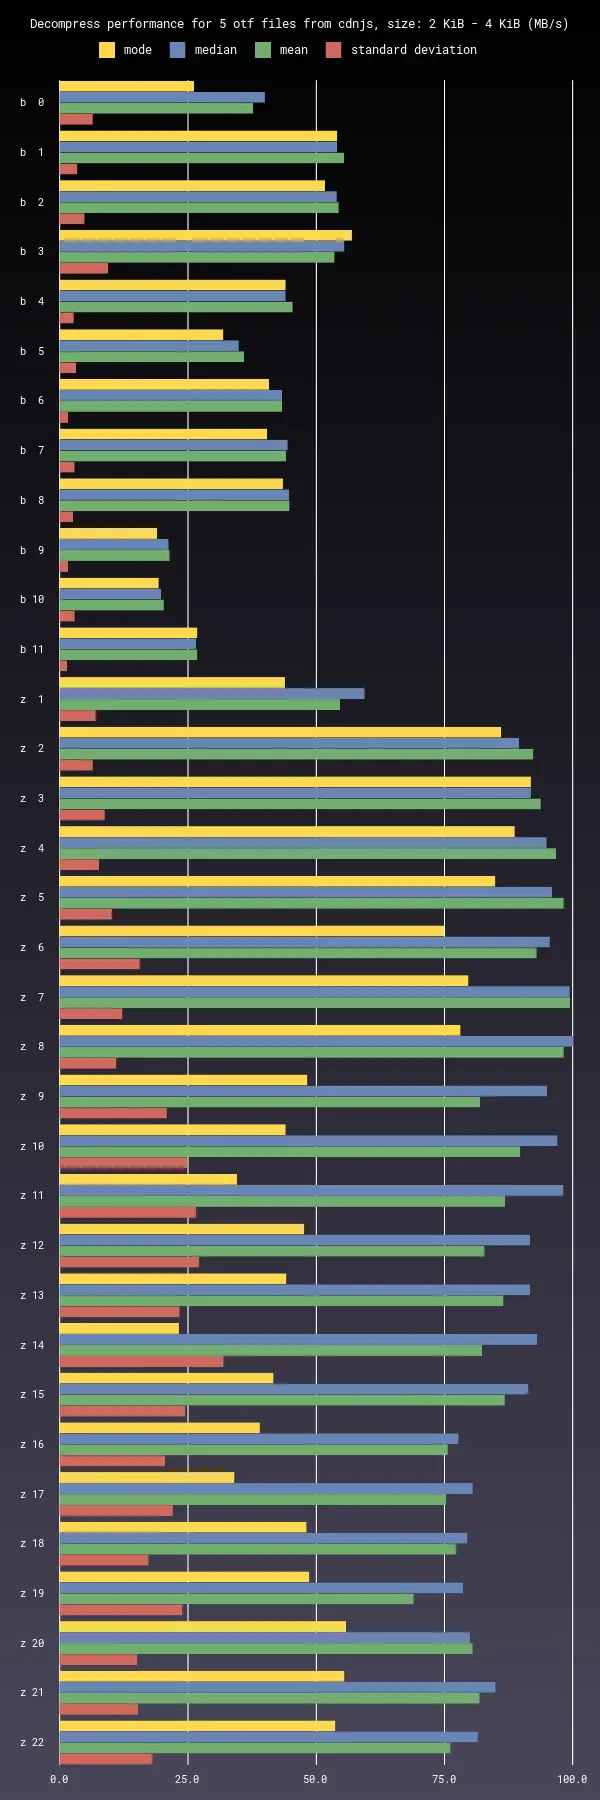 Decompress performance for 5 otf files from cdnjs, size: 2 KiB - 4 KiB (MB/s)
mode median mean standard deviation
b 0
b 1
b 2
b 3
b 4
b 5
b 6
b 7
b 8
b 9
b 10
b 11
z 1
z 2
z 3
z 4
z 5
z 6
z 7
z 8
z 9
z 10
z 11
z 12
z 13
z 14
z 15
z 16
z 17
z 18
z 19
z 20
z 21
z 22
0.0 25.0 50.0 75.0 100.0